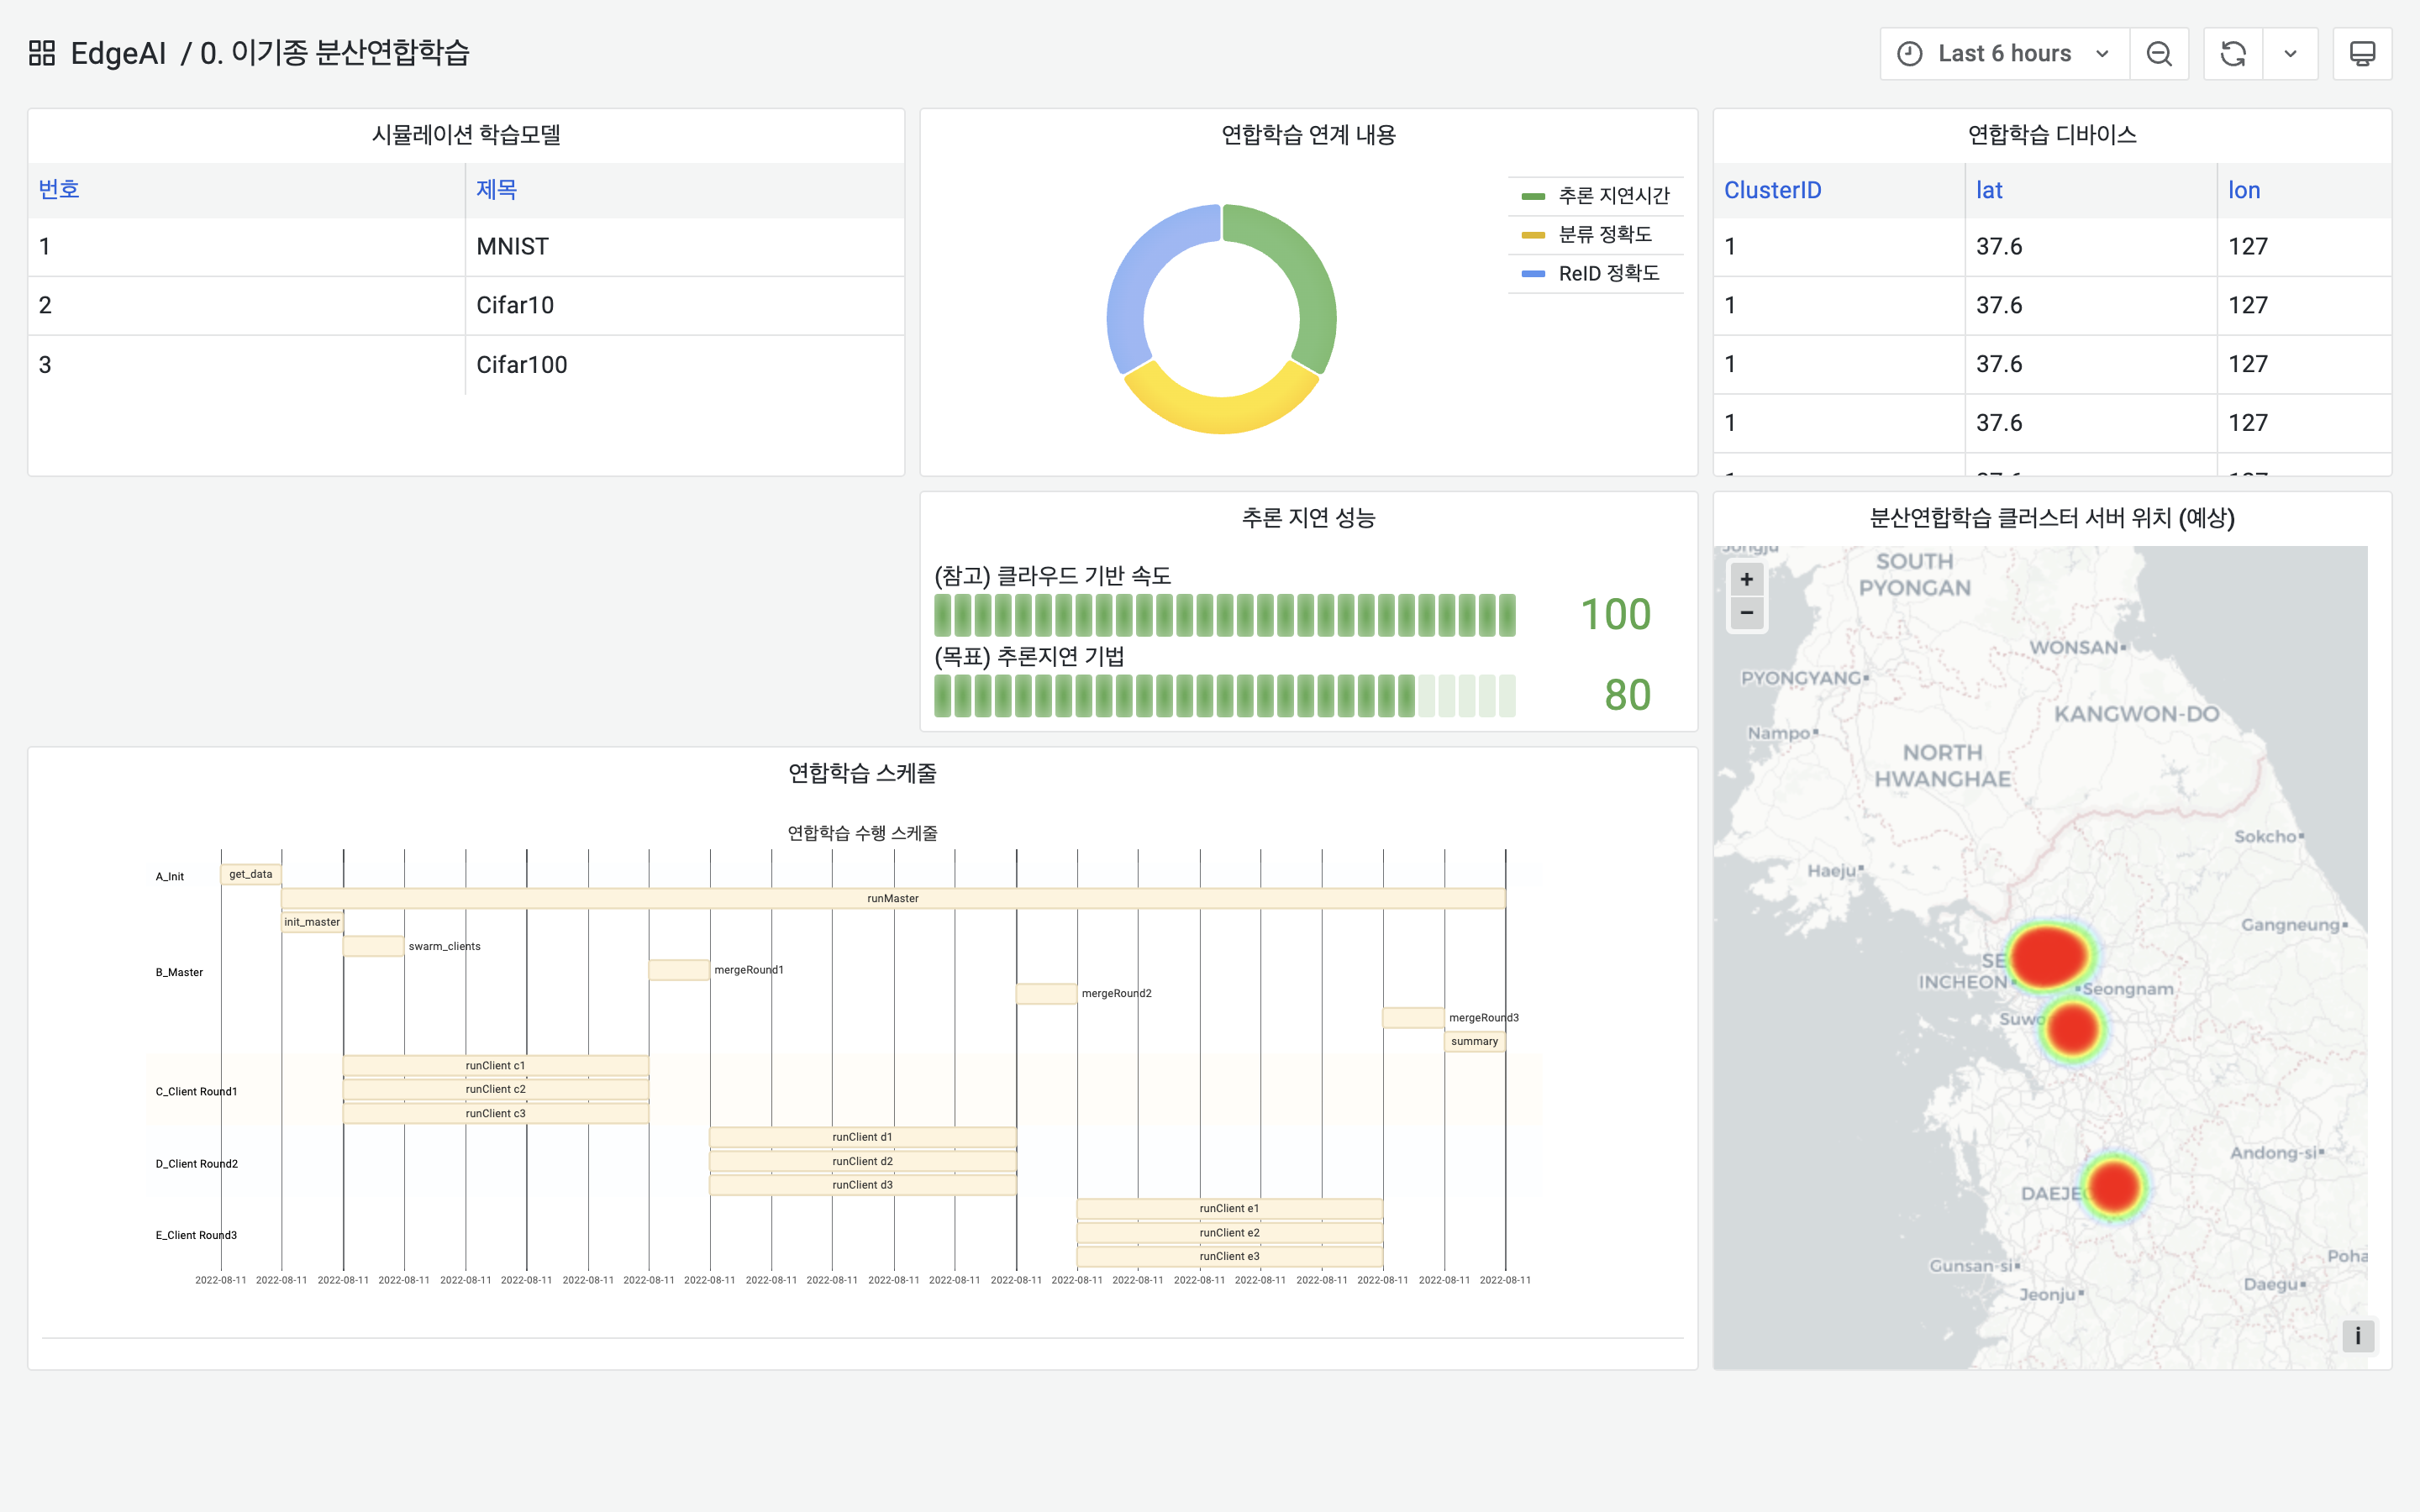 EdgeAI / 0. 이기종 분산연합학습
Last 6 hours
시뮬레이션 학습모델
번호 제목
1 MNIST
2 Cifar10
3 Cifar100
연합학습 연계 내용
추론 지연시간
분류 정확도
ReID 정확도
연합학습 디바이스
ClusterID lat lon
1 37.6 127
1 37.6 127
1 37.6 127
1 37.6 127
추론 지연 성능
(참고) 클라우드 기반 속도
100
(목표) 추론지연 기법
80
분산연합학습 클러스터 서버 위치 (예상)
+
−
SOUTH
PYONGAN
WONSAN
PYONGYANG
KANGWON-DO
Nampo
NORTH
HWANGHAE
Sokcho
Haeju
Gangneung
SE
INCHEON
Seongnam
Suwo
Andong-si
DAEJE
Poha
Gunsan-si
Daegu
Jeonju
i
연합학습 스케줄
연합학습 수행 스케줄
A_Init
get_data
runMaster
init_master
swarm_clients
B_Master
mergeRound1
mergeRound2
mergeRound3
summary
runClient c1
C_Client Round1
runClient c2
runClient c3
runClient d1
D_Client Round2
runClient d2
runClient d3
runClient e1
E_Client Round3
runClient e2
runClient e3
2022-08-11 2022-08-11 2022-08-11 2022-08-11 2022-08-11 2022-08-11 2022-08-11 2022-08-11 2022-08-11 2022-08-11 2022-08-11 2022-08-11 2022-08-11 2022-08-11 2022-08-11 2022-08-11 2022-08-11 2022-08-11 2022-08-11 2022-08-11 2022-08-11 2022-08-11